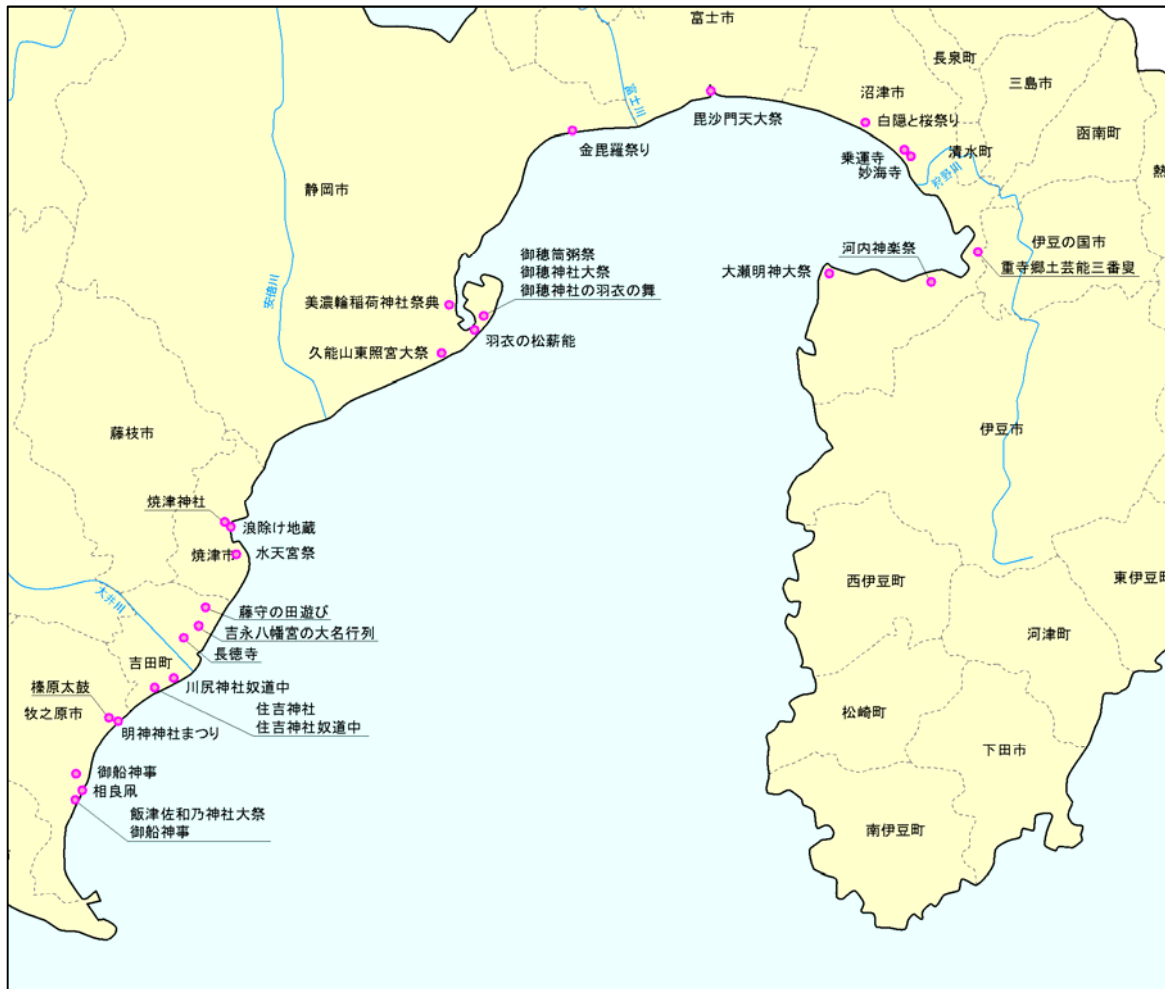 富士市
長泉町
三島市
沼津市
函南町
富士川
毘沙門天大祭
白隠と桜祭り
金毘羅祭り
清水町
乗運寺
妙海寺
狩野川
熱
静岡市
伊豆の国市
重寺郷土芸能三番叟
河内神楽祭
大瀬明神大祭
御穂筒粥祭
御穂神社大祭
御穂神社の羽衣の舞
安倍川
美濃輪稲荷神社祭典
羽衣の松薪能
久能山東照宮大祭
藤枝市
伊豆市
焼津神社
浪除け地蔵
焼津市
水天宮祭
西伊豆町
東伊豆町
大井川
藤守の田遊び
吉永八幡宮の大名行列
長徳寺
河津町
吉田町
川尻神社奴道中
榛原太鼓
住吉神社
住吉神社奴道中
牧之原市
明神神社まつり
松崎町
下田市
御船神事
相良凧
飯津佐和乃神社大祭
御船神事
南伊豆町